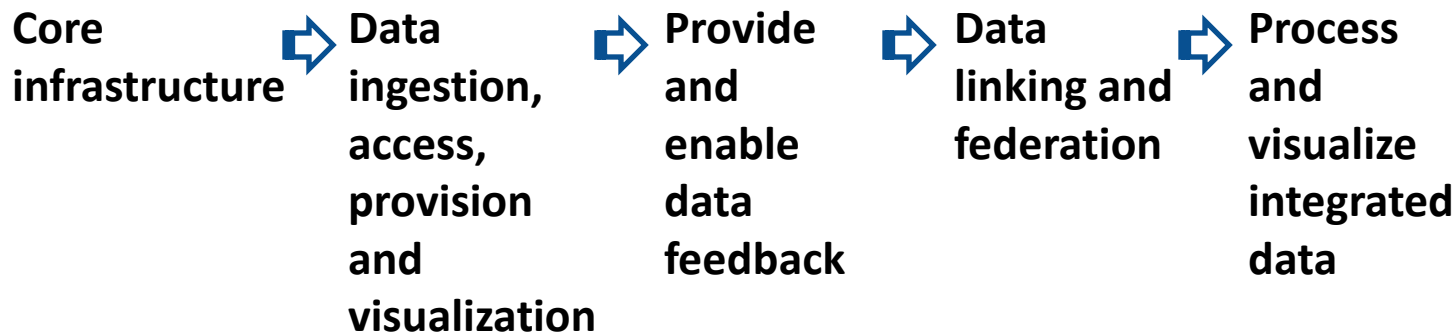 Core
infrastructure
Data
ingestion,
access,
provision
and
visualization
Provide
and
enable
data
feedback
Data
linking and
federation
Process
and
visualize
integrated
data